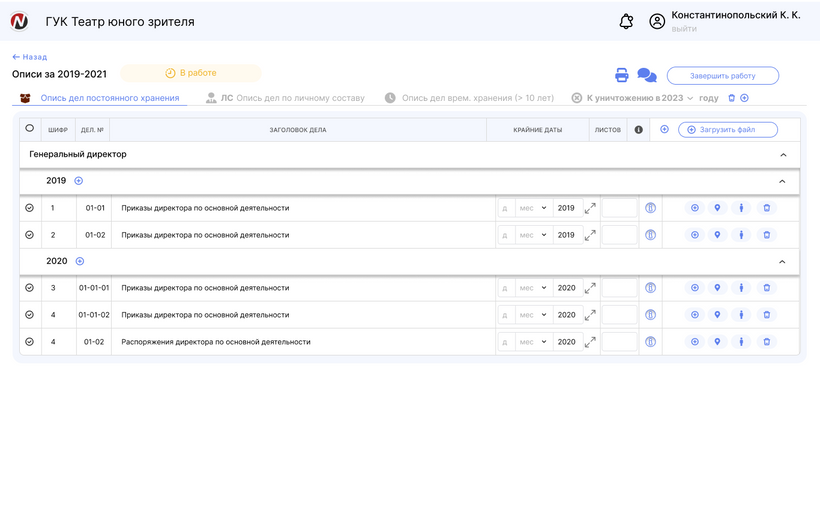 ГУК Театр юного зрителя
Константинопольский К. К.
выйти
Назад
Описи за 2019-2021
В работе
Завершить работу
Опись дел постоянного хранения
ЛС Опись дел по личному составу
Опись дел врем. хранения (> 10 лет)
К уничтожению в 2023 году
ШИФР ДЕЛ. № ЗАГОЛОВОК ДЕЛА КРАЙНИЕ ДАТЫ ЛИСТОВ Загрузить файл
Генеральный директор
2019
1 01-01 Приказы директора по основной деятельности д мес 2019
2 01-02 Приказы директора по основной деятельности д мес 2019
2020
3 01-01-01 Приказы директора по основной деятельности д мес 2020
4 01-01-02 Приказы директора по основной деятельности д мес 2020
4 01-02 Распоряжения директора по основной деятельности д мес 2020